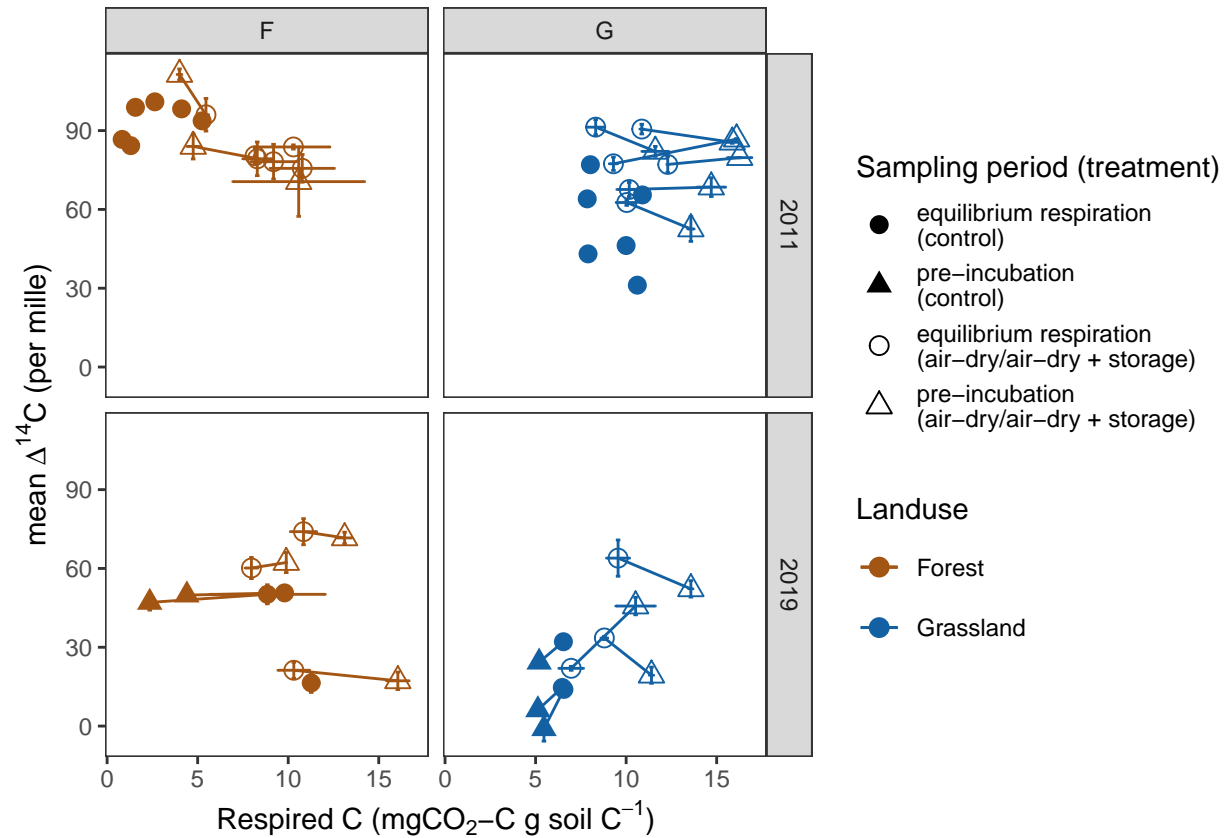 F
G
90
60
30
0
2011
90
60
30
0
2019
0
5
10
15
0
5
10
15
mean Δ¹⁴C (per mille)
Respired C (mgCO₂−C g soil C⁻¹)
Sampling period (treatment)
equilibrium respiration
(control)
pre−incubation
(control)
equilibrium respiration
(air−dry/air−dry + storage)
pre−incubation
(air−dry/air−dry + storage)
Landuse
Forest
Grassland